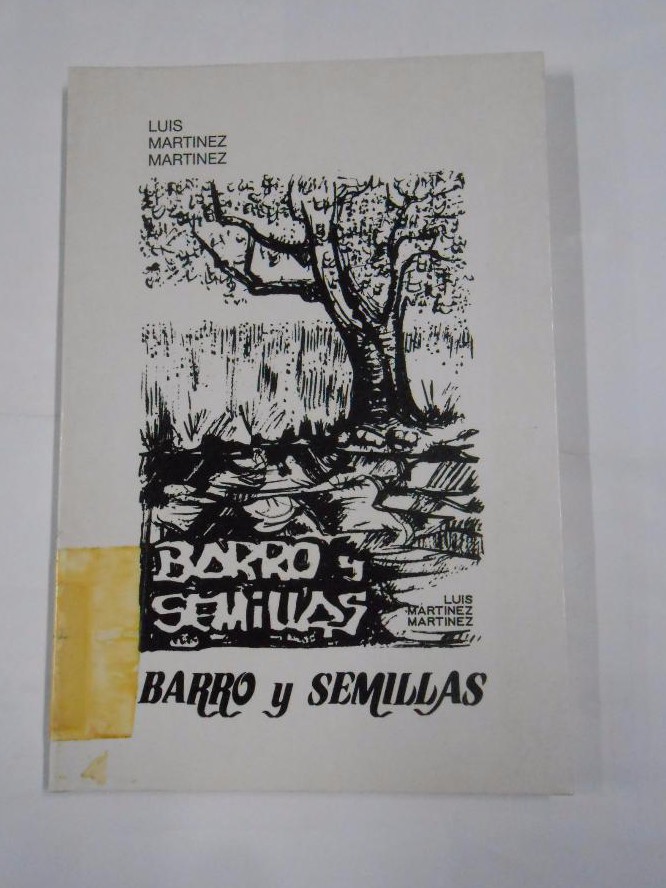 LUIS
MARTINEZ
MARTINEZ
BARRO y
SEMILLAS
LUIS
MARTINEZ
MARTINEZ
BARRO y SEMILLAS